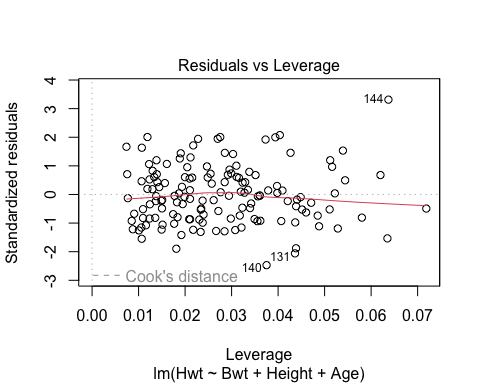 Residuals vs Leverage
Standardized residuals
4
3
2
1
0
-1
-2
-3
144
131
140
Cook's distance
0.00 0.01 0.02 0.03 0.04 0.05 0.06 0.07
Leverage
lm(Hwt ~ Bwt + Height + Age)